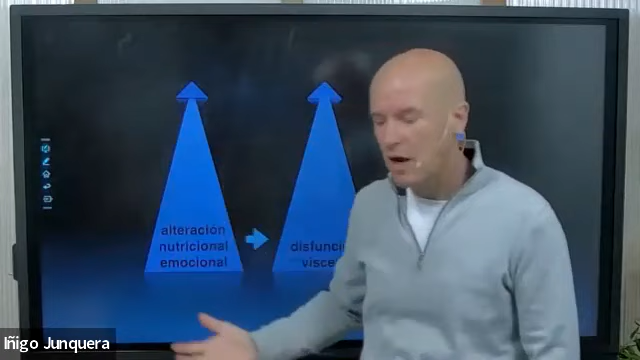 alteración
nutricional
emocional
Iñigo Junquera